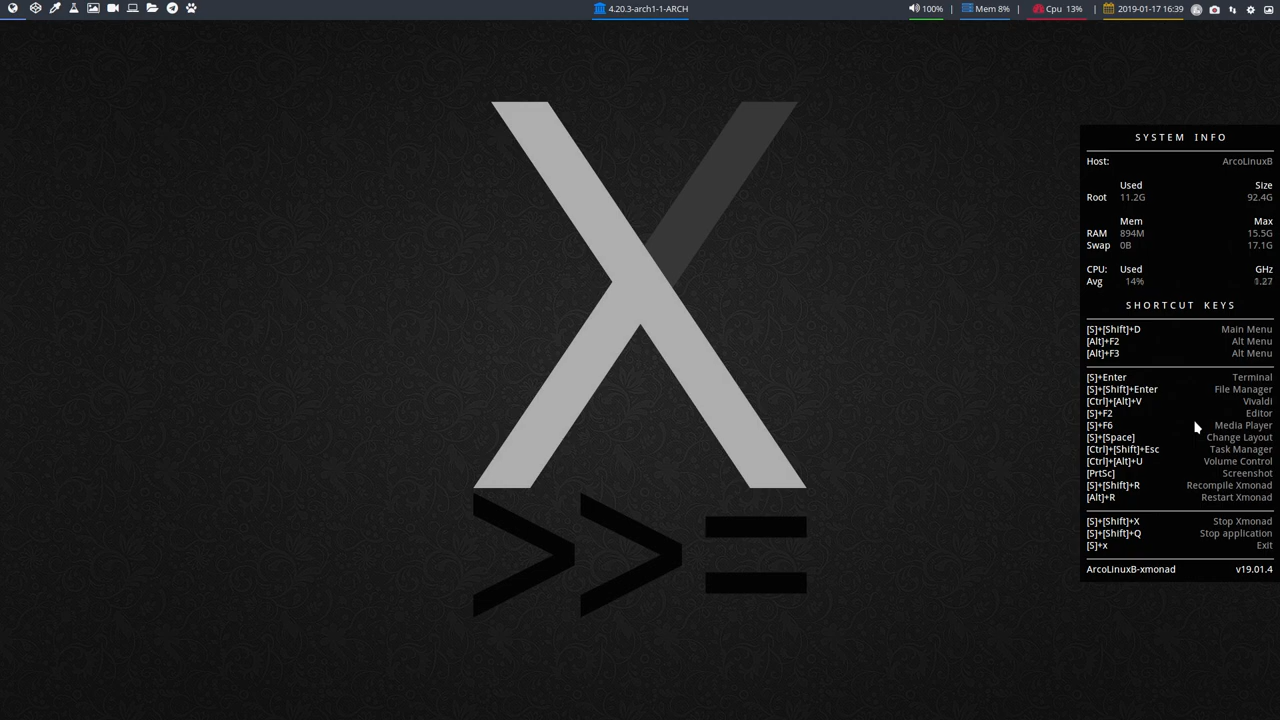 4.20.3-arch1-1-ARCH
100% | Mem 8% | Cpu 13% | 2019-01-17 16:39
X
>>=
SYSTEM INFO
Host: ArcoLinuxB
Used Size
Root 11.2G 92.4G
Mem Max
RAM 894M 15.5G
Swap 0B 17.1G
CPU: Used GHz
Avg 14% 1.27
SHORTCUT KEYS
[S]+[Shift]+D Main Menu
[Alt]+F2 Alt Menu
[Alt]+F3 Alt Menu
[S]+Enter Terminal
[S]+[Shift]+Enter File Manager
[Ctrl]+[Alt]+V Vivaldi
[S]+F2 Editor
[S]+F6 Media Player
[S]+[Space] Change Layout
[Ctrl]+[Shift]+Esc Task Manager
[Ctrl]+[Alt]+U Volume Control
[PrtSc] Screenshot
[S]+[Shift]+R Recompile Xmonad
[Alt]+R Restart Xmonad
[S]+[Shift]+X Stop Xmonad
[S]+[Shift]+Q Stop application
[S]+x Exit
ArcoLinuxB-xmonad v19.01.4